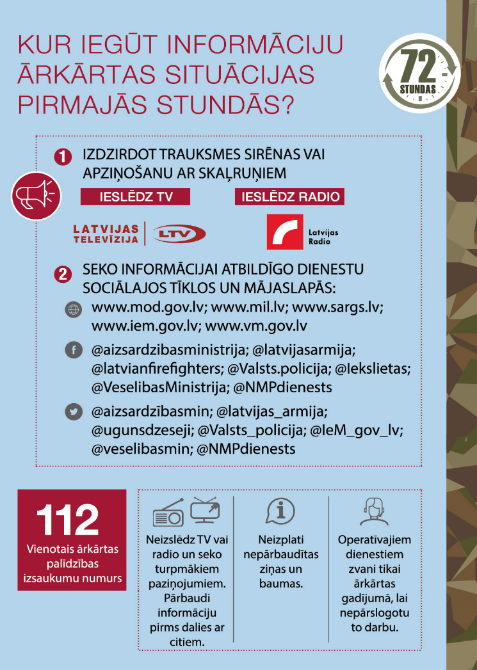 KUR IEGŪT INFORMĀCIJU
ĀRKĀRTAS SITUĀCIJAS
PIRMAJĀS STUNDĀS?
72
STUNDAS
1 IZDZIRDOT TRAUKSMES SIRĒNAS VAI
APZIŅOŠANU AR SKAĻRUŅIEM
IESLĒDZ TV
IESLĒDZ RADIO
LATVIJAS
TELEVĪZIJA
LTV
Latvijas
Radio
2 SEKO INFORMĀCIJAI ATBILDĪGO DIENESTU
SOCIĀLAJOS TĪKLOS UN MĀJASLAPĀS:
www.mod.gov.lv; www.mil.lv; www.sargs.lv;
www.iem.gov.lv; www.vm.gov.lv
@aizsardzibasministrija; @latvijasarmija;
@latvianfirefighters; @Valsts.policija; @Iekslietas;
@VeselibasMinistrija; @NMPdienests
@aizsardzībasmin; @latvijas_armija;
@ugunsdzeseji; @Valsts_policija; @IeM_gov_lv;
@veselibasmin; @NMPdienests
112
Vienotais ārkārtas
palīdzības
izsaukumu numurs
Neizslēdz TV vai
radio un seko
turpmākiem
paziņojumiem.
Pārbaudi
informāciju
pirms dalies ar
citiem.
Neizplati
nepārbaudītas
ziņas un
baumas.
Operatīvajiem
dienestiem
zvani tikai
ārkārtas
gadījumā, lai
nepārslogotu
to darbu.